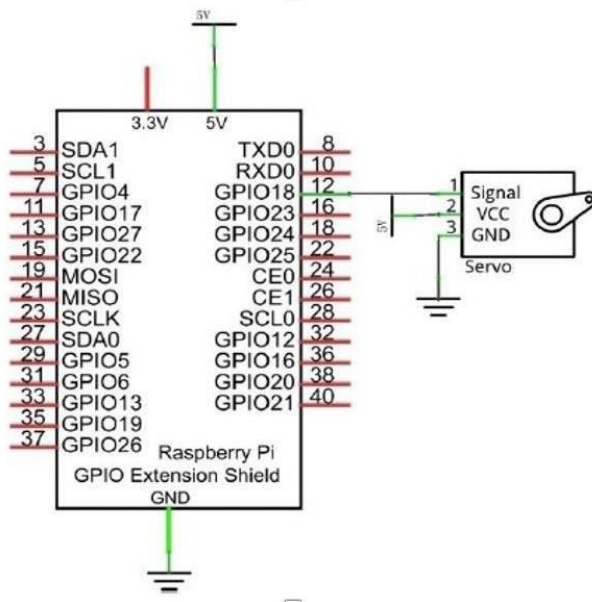 5V
3.3V 5V
3 SDA1 TXD0 8
5 SCL1 RXD0 10
7 GPIO4 GPIO18 12
11 GPIO17 GPIO23 16
13 GPIO27 GPIO24 18
15 GPIO22 GPIO25 22
19 MOSI CE0 24
21 MISO CE1 26
23 SCLK SCL0 28
27 SDA0 GPIO12 32
29 GPIO5 GPIO16 36
31 GPIO6 GPIO20 38
33 GPIO13 GPIO21 40
35 GPIO19
37 GPIO26
Raspberry Pi
GPIO Extension Shield
GND
1 Signal
5V 2 VCC
3 GND
Servo